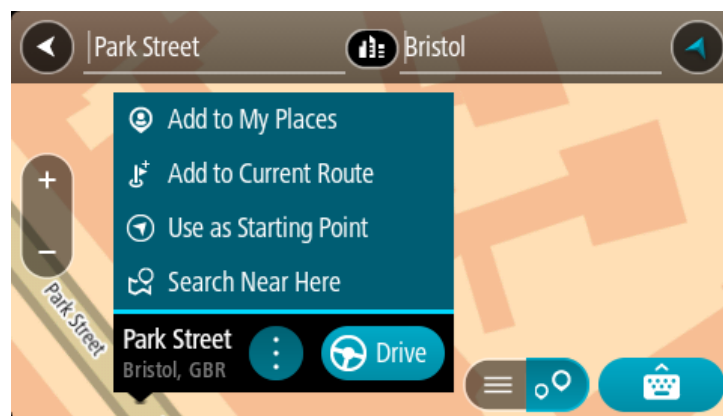 Park Street
Bristol
Add to My Places
Add to Current Route
Use as Starting Point
Search Near Here
Park Street
Park Street
Bristol, GBR
Drive